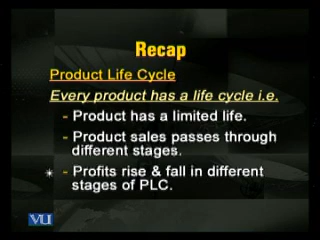 Recap
Product Life Cycle
Every product has a life cycle i.e.
- Product has a limited life.
- Product sales passes through
different stages.
- Profits rise & fall in different
stages of PLC.
VU